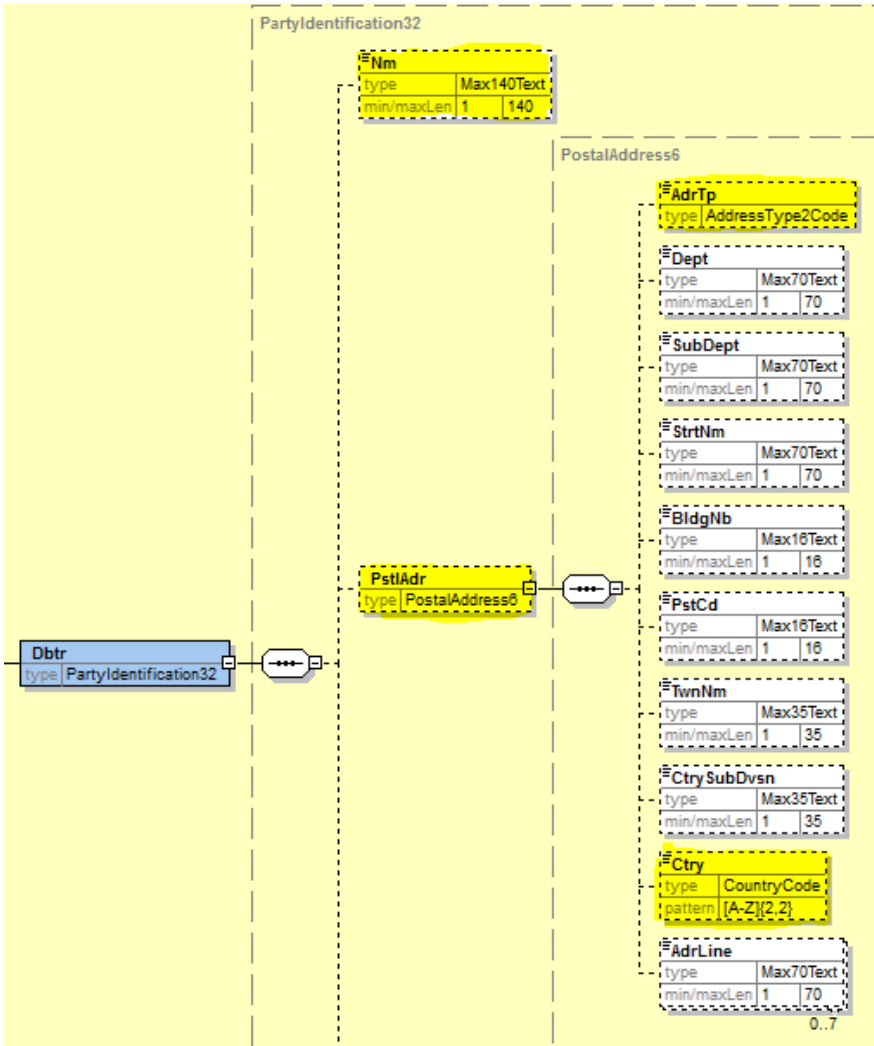 PartyIdentification32
Nm
type Max140Text
min/maxLen 1 140
PostalAddress6
AdrTp
type AddressType2Code
Dept
type Max70Text
min/maxLen 1 70
SubDept
type Max70Text
min/maxLen 1 70
StrtNm
type Max70Text
min/maxLen 1 70
BldgNb
type Max16Text
min/maxLen 1 16
PstlAdr
type PostalAddress6
PstCd
type Max16Text
min/maxLen 1 16
Dbtr
type PartyIdentification32
TwnNm
type Max35Text
min/maxLen 1 35
CtrySubDvsn
type Max35Text
min/maxLen 1 35
Ctry
type CountryCode
pattern [A-Z]{2,2}
AdrLine
type Max70Text
min/maxLen 1 70
0..7